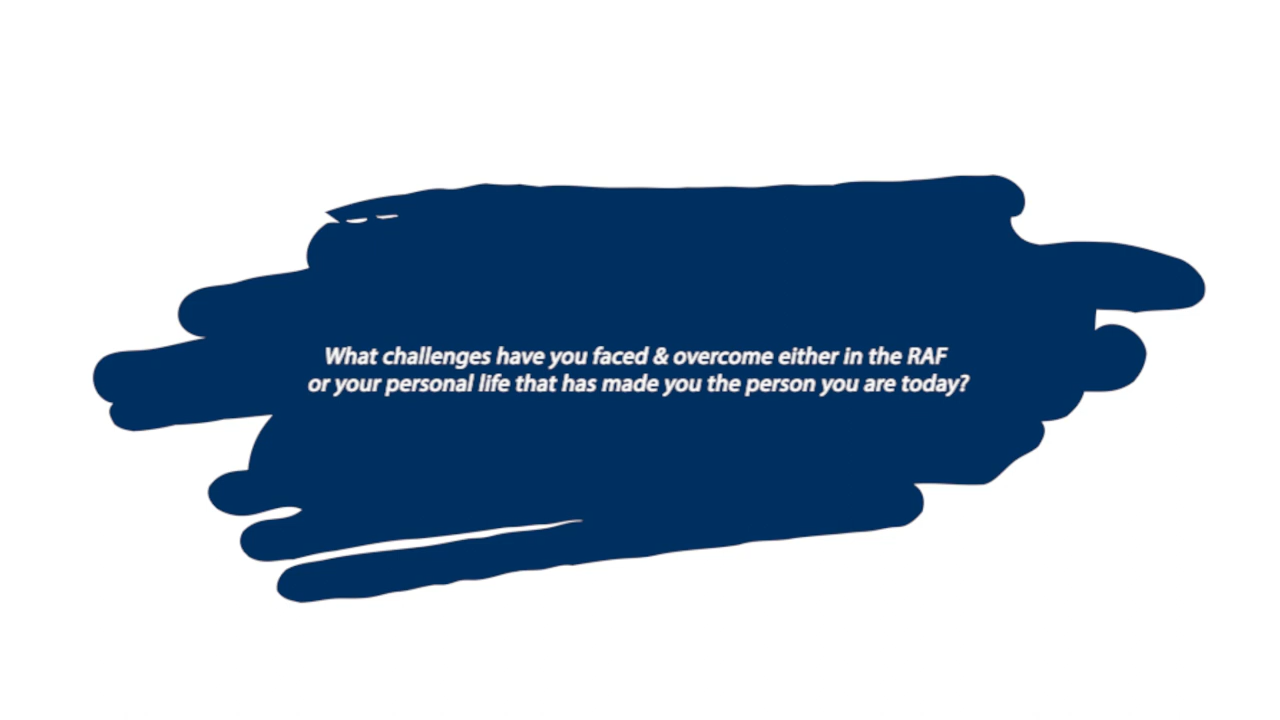 What challenges have you faced & overcome either in the RAF
or your personal life that has made you the person you are today?